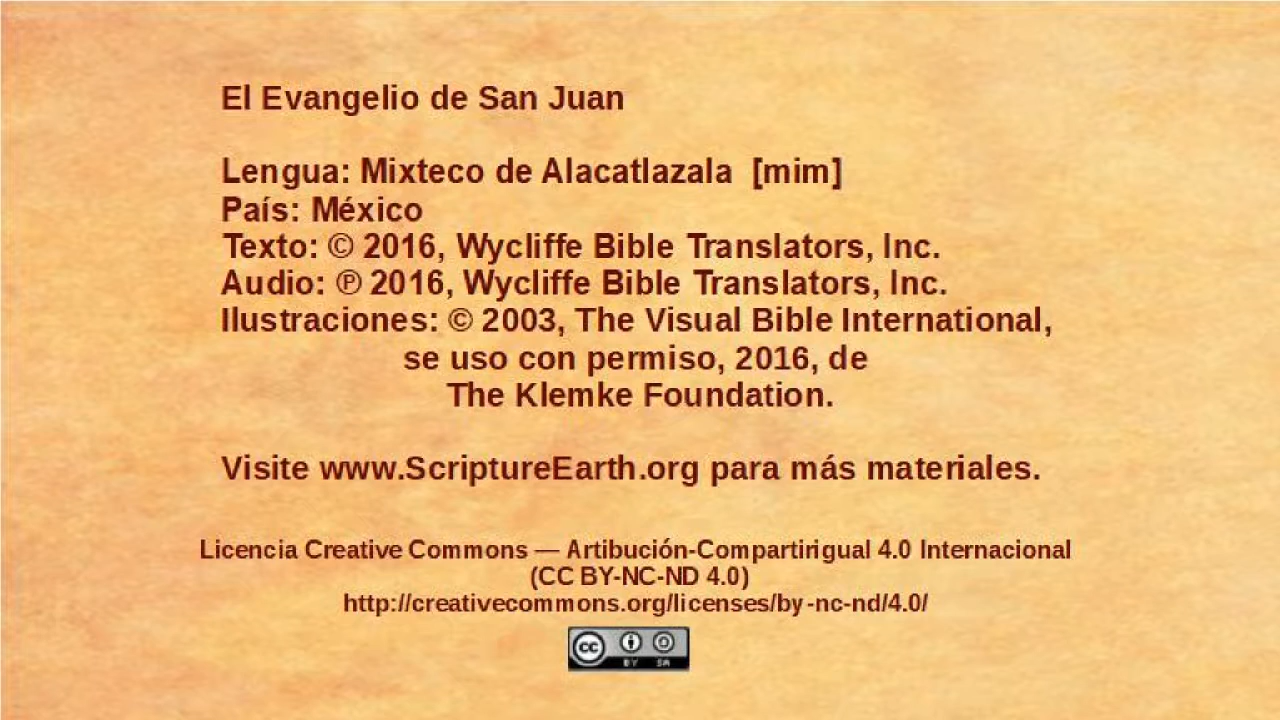 El Evangelio de San Juan
Lengua: Mixteco de Alacatlazala [mim]
País: México
Texto: © 2016, Wycliffe Bible Translators, Inc.
Audio: ℗ 2016, Wycliffe Bible Translators, Inc.
Ilustraciones: © 2003, The Visual Bible International,
se uso con permiso, 2016, de
The Klemke Foundation.
Visite www.ScriptureEarth.org para más materiales.
Licencia Creative Commons — Artibución-Compartirigual 4.0 Internacional
(CC BY-NC-ND 4.0)
http://creativecommons.org/licenses/by-nc-nd/4.0/
cc BY SA